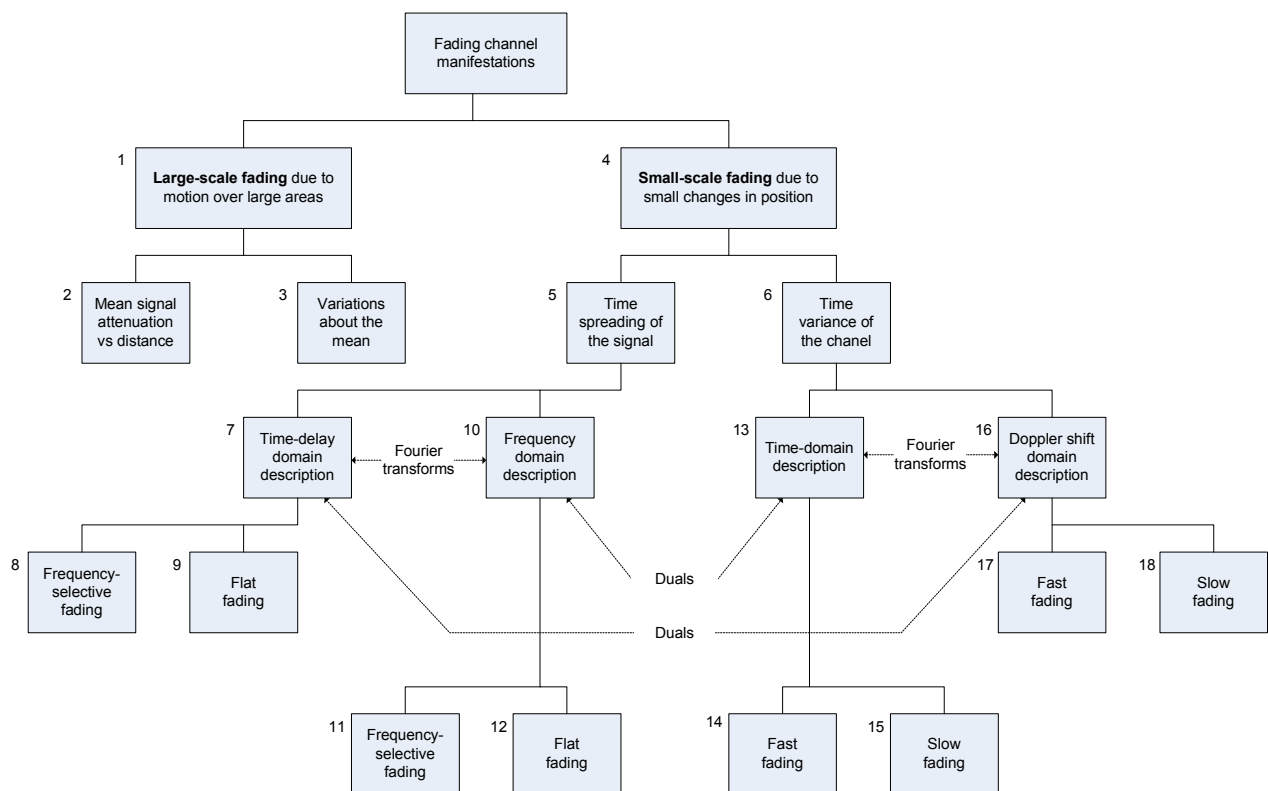 Fading channel
manifestations
1
Large-scale fading due to
motion over large areas
4
Small-scale fading due to
small changes in position
2
Mean signal
attenuation
vs distance
3
Variations
about the
mean
5
Time
spreading of
the signal
6
Time
variance of
the chanel
7
Time-delay
domain
description
Fourier
transforms
10
Frequency
domain
description
13
Time-domain
description
Fourier
transforms
16
Doppler shift
domain
description
8
Frequency-
selective
fading
9
Flat
fading
Duals
17
Fast
fading
18
Slow
fading
Duals
11
Frequency-
selective
fading
12
Flat
fading
14
Fast
fading
15
Slow
fading